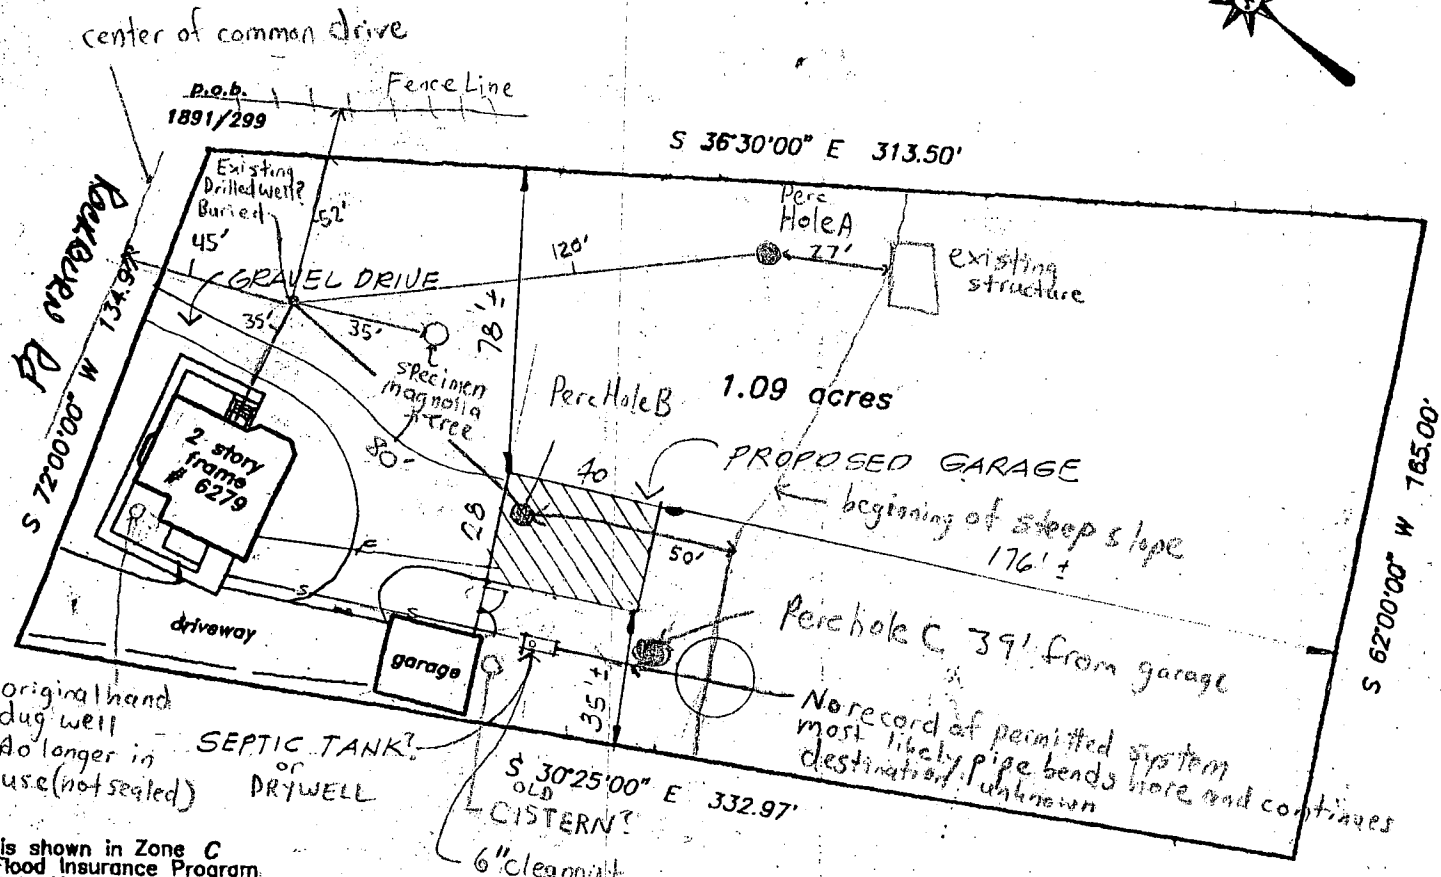 center of common drive
p.o.b.
1891/299
Fence Line
S 36°30'00" E 313.50'
Existing
Drilled well?
Buried
52'
45'
Perc
Hole A
27'
120'
existing
structure
ROCKBURN Rd
S 72°00'00" W 134.97'
GRAVEL DRIVE
35'
35'
78'
specimen
magnolia
Tree
Perc Hole B
1.09 acres
80'
40
PROPOSED GARAGE
2 story
frame
# 6279
28
beginning of steep slope
176' ±
50'
S 62°00'00" W 165.00'
S
S
driveway
garage
Perc hole C 39' from garage
35' ±
No record of permitted system
most likely pipe bends here and continues
destination unknown
original hand
dug well
No longer in
use (not sealed)
SEPTIC TANK?
or
DRYWELL
S 30°25'00" E 332.97'
OLD
CISTERN?
6" cleanout
is shown in Zone C
Flood Insurance Program